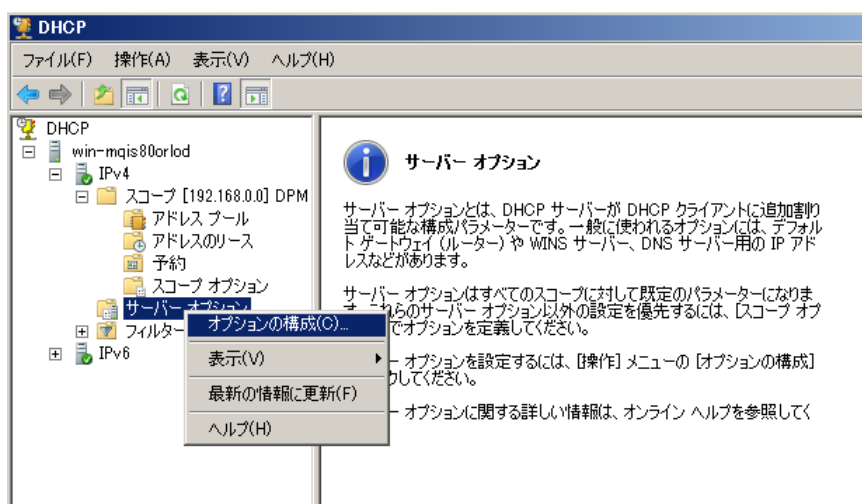 DHCP
ファイル(F) 操作(A) 表示(V) ヘルプ(H)
DHCP
win-mqis80orlod
IPv4
スコープ [192.168.0.0] DPM
アドレス プール
アドレスのリース
予約
スコープ オプション
サーバー オプション
フィルター
IPv6
オプションの構成(C)...
表示(V)
最新の情報に更新(F)
ヘルプ(H)
サーバー オプション
サーバー オプションとは、DHCP サーバーが DHCP クライアントに追加割り
当て可能な構成パラメーターです。一般に使われるオプションには、デフォル
ト ゲートウェイ (ルーター) や WINS サーバー、DNS サーバー用の IP アド
レスなどがあります。
サーバー オプションはすべてのスコープに対して既定のパラメーターになりま
らのサーバー オプション以外の設定を優先するには、[スコープ オプ
でオプションを定義してください。
ー オプションを設定するには、[操作] メニューの [オプションの構成]
してください。
ー オプションに関する詳しい情報は、オンライン ヘルプを参照してく